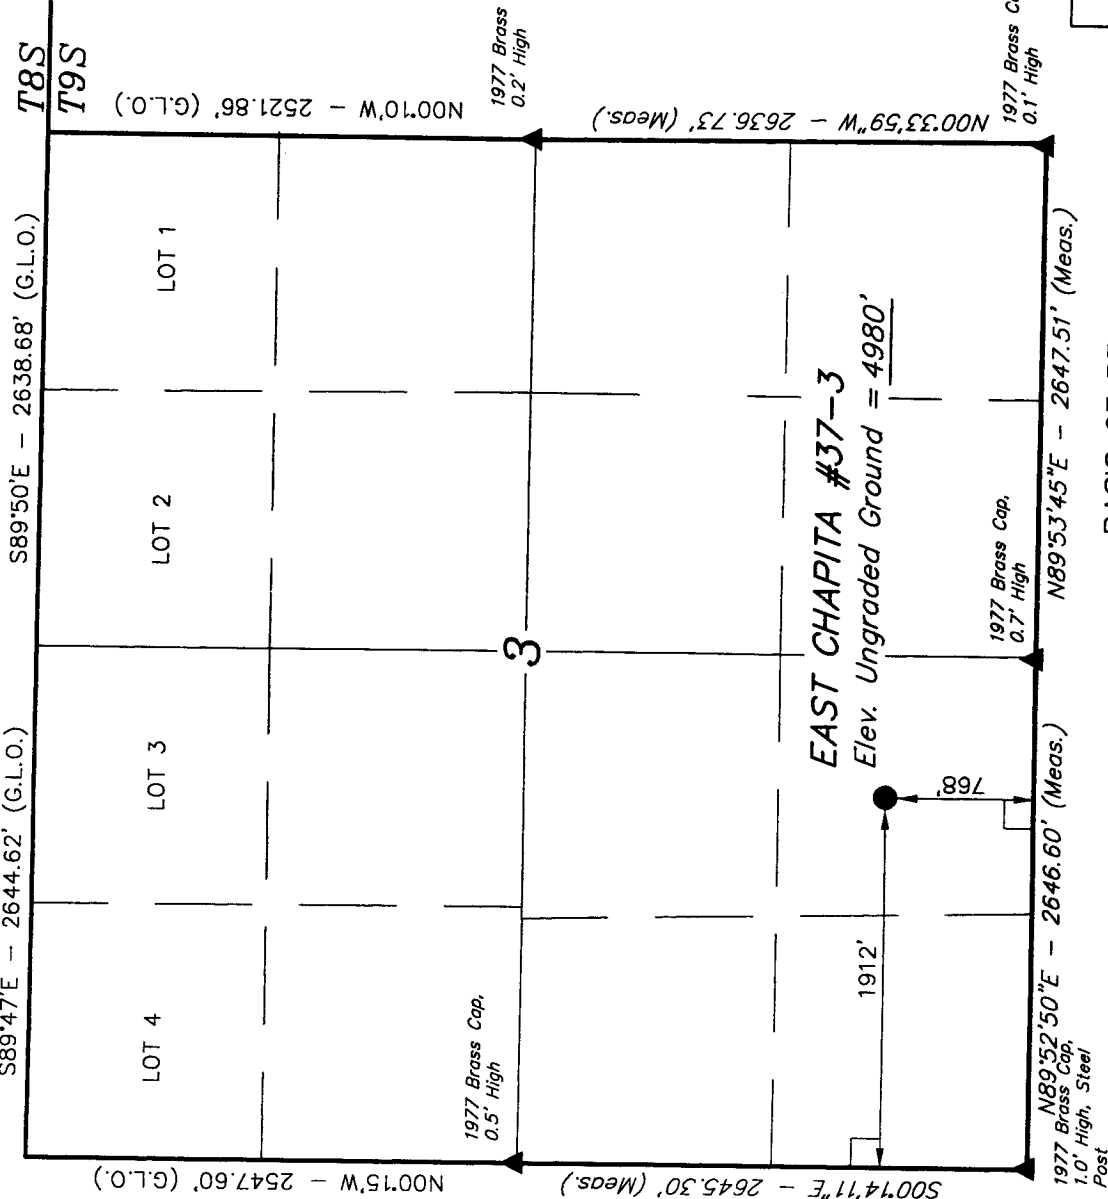 T8S
T9S
S89°47'E - 2644.62' (G.L.O.)
S89°50'E - 2638.68' (G.L.O.)
N00°15'W - 2547.60' (G.L.O.)
LOT 4
LOT 3
LOT 2
LOT 1
N00°10'W - 2521.86' (G.L.O.)
1977 Brass
0.2' High
1977 Brass Cap,
0.5' High
3
S00°14'11"E - 2645.30' (Meas.)
N00°33'59"W - 2636.73' (Meas.)
EAST CHAPITA #37-3
Elev. Ungraded Ground = 4980'
1912'
768'
1977 Brass Cap,
0.7' High
1977 Brass Ca
0.1' High
N89°52'50"E - 2646.60' (Meas.)
N89°53'45"E - 2647.51' (Meas.)
1977 Brass Cap,
1.0' High, Steel
Post